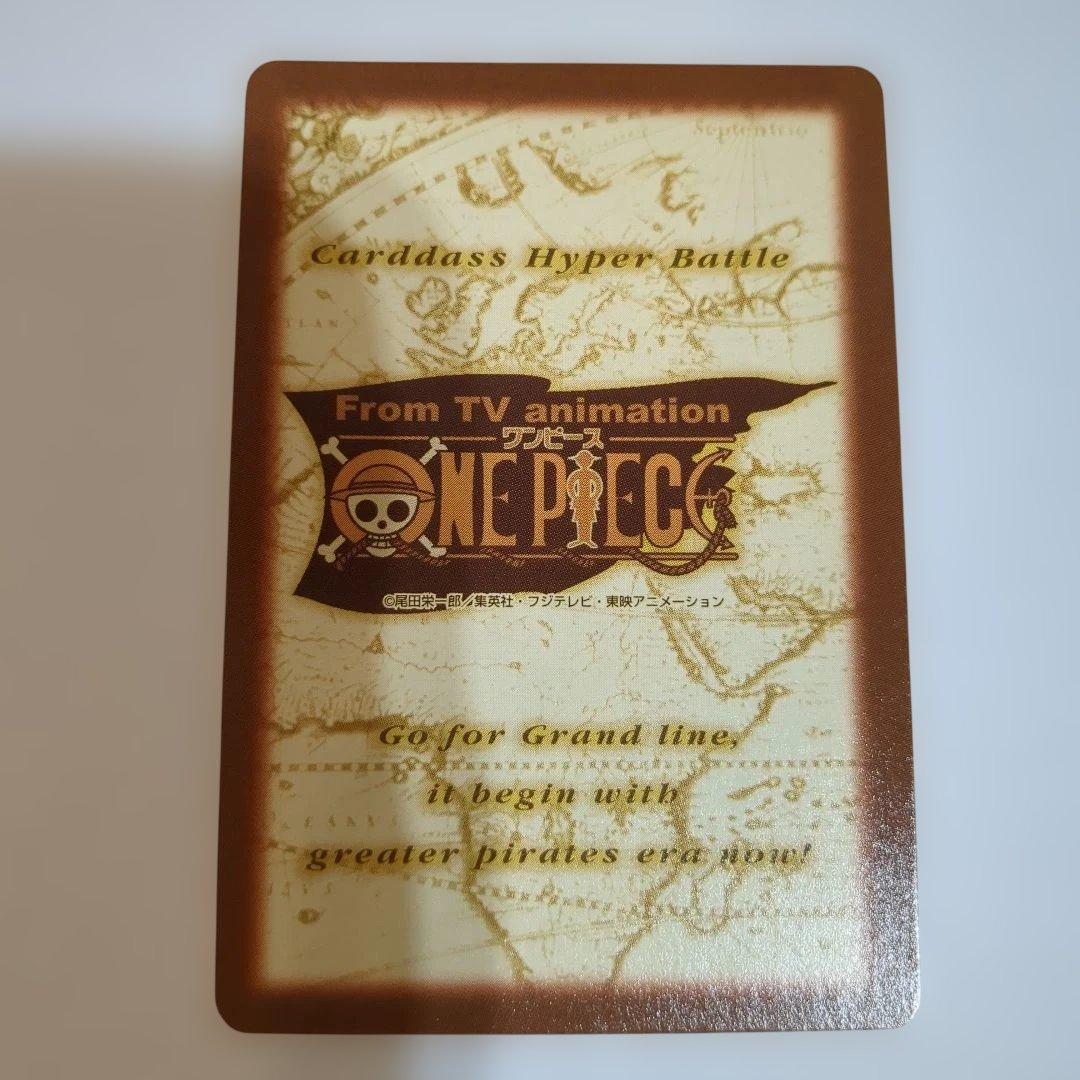 Septentrio
Carddass Hyper Battle
From TV animation
ワンピース
ONE PIECE
©尾田栄一郎／集英社・フジテレビ・東映アニメーション
Go for Grand line,
it begin with
greater pirates era now!